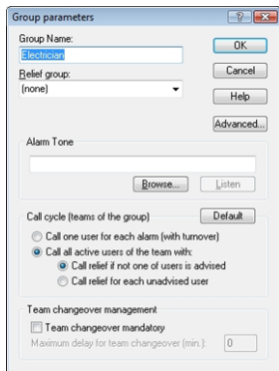 Group parameters
Group Name:
OK
Electrician
Relief group:
Cancel
(none)
Help
Advanced...
Alarm Tone
Browse...
Listen
Call cycle (teams of the group)
Default
Call one user for each alarm (with turnover)
Call all active users of the team with:
Call relief if not one of users is advised
Call relief for each unadvised user
Team changeover management
Team changeover mandatory
Maximum delay for team changeover (min.):
0